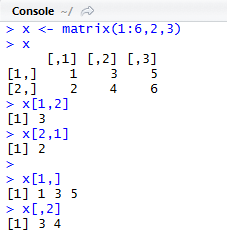 Console ~/
> x <- matrix(1:6,2,3)
> x
     [,1] [,2] [,3]
[1,]    1    3    5
[2,]    2    4    6
> x[1,2]
[1] 3
> x[2,1]
[1] 2
>
> x[1,]
[1] 1 3 5
> x[,2]
[1] 3 4